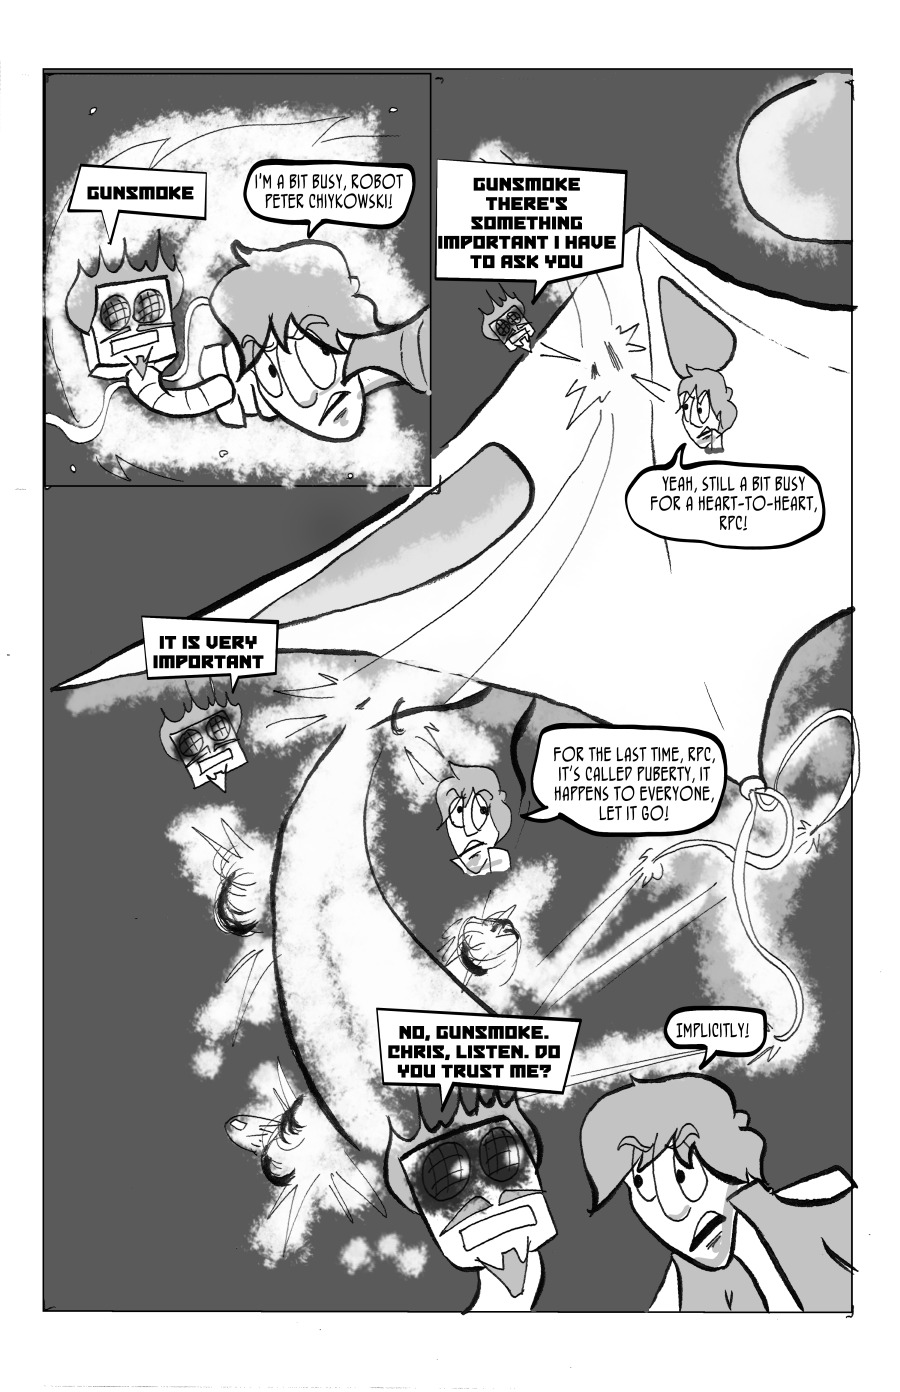 GUNSMOKE
I'M A BIT BUSY, ROBOT
PETER CHIYKOWSKI!
GUNSMOKE
THERE'S
SOMETHING
IMPORTANT I HAVE
TO ASK YOU
YEAH, STILL A BIT BUSY
FOR A HEART-TO-HEART,
RPC!
IT IS VERY
IMPORTANT
FOR THE LAST TIME, RPC,
IT'S CALLED PUBERTY, IT
HAPPENS TO EVERYONE,
LET IT GO!
NO, GUNSMOKE.
CHRIS, LISTEN. DO
YOU TRUST ME?
IMPLICITLY!